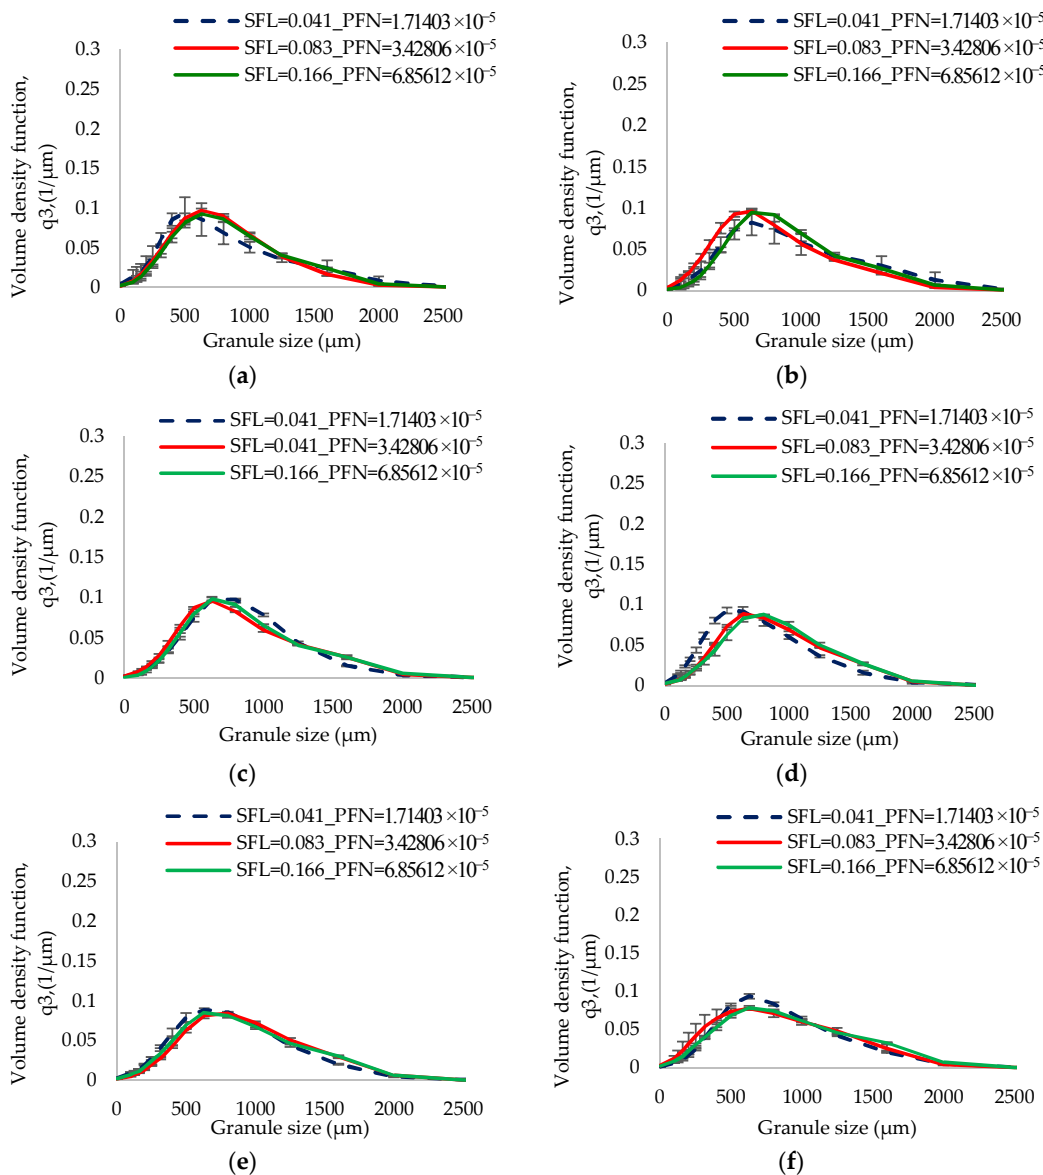 SFL=0.041_PFN=1.71403 ×10⁻⁵
SFL=0.083_PFN=3.42806 ×10⁻⁵
SFL=0.166_PFN=6.85612 ×10⁻⁵
Volume density function,
q3,(1/µm)
0.3
0.25
0.2
0.15
0.1
0.05
0
0 500 1000 1500 2000 2500
Granule size (µm)
(a)
SFL=0.041_PFN=1.71403 ×10⁻⁵
SFL=0.083_PFN=3.42806 ×10⁻⁵
SFL=0.166_PFN=6.85612 ×10⁻⁵
Volume density function,
q3,(1/µm)
0.3
0.25
0.2
0.15
0.1
0.05
0
0 500 1000 1500 2000 2500
Granule size (µm)
(b)
SFL=0.041_PFN=1.71403 ×10⁻⁵
SFL=0.041_PFN=3.42806 ×10⁻⁵
SFL=0.166_PFN=6.85612 ×10⁻⁵
Volume density function,
q3,(1/µm)
0.3
0.25
0.2
0.15
0.1
0.05
0
0 500 1000 1500 2000 2500
Granule size (µm)
(c)
SFL=0.041_PFN=1.71403 ×10⁻⁵
SFL=0.083_PFN=3.42806 ×10⁻⁵
SFL=0.166_PFN=6.85612 ×10⁻⁵
Volume density function,
q3,(1/µm)
0.3
0.25
0.2
0.15
0.1
0.05
0
0 500 1000 1500 2000 2500
Granule size (µm)
(d)
SFL=0.041_PFN=1.71403 ×10⁻⁵
SFL=0.083_PFN=3.42806 ×10⁻⁵
SFL=0.166_PFN=6.85612 ×10⁻⁵
Volume density function,
q3,(1/µm)
0.3
0.25
0.2
0.15
0.1
0.05
0
0 500 1000 1500 2000 2500
Granule size (µm)
(e)
SFL=0.041_PFN=1.71403 ×10⁻⁵
SFL=0.083_PFN=3.42806 ×10⁻⁵
SFL=0.166_PFN=6.85612 ×10⁻⁵
Volume density function,
q3,(1/µm)
0.3
0.25
0.2
0.15
0.1
0.05
0
0 500 1000 1500 2000 2500
Granule size (µm)
(f)